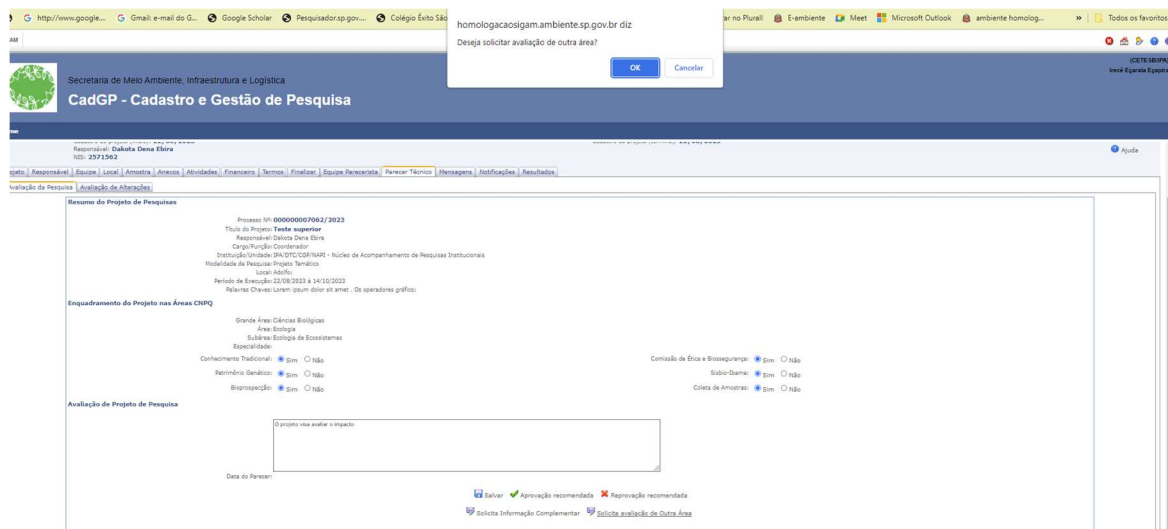 http://www.google... Gmail: e-mail do G... Google Scholar Pesquisador.sp.gov.... Colégio Êxito São
ar no Plurall E-ambiente Meet Microsoft Outlook ambiente homolog... » Todos os favoritos
homologacaosigam.ambiente.sp.gov.br diz
Deseja solicitar avaliação de outra área?
OK Cancelar
AM
(CETESB/IPA)
Irecê Egaraia Egapira
Secretaria de Meio Ambiente, Infraestrutura e Logística
CadGP - Cadastro e Gestão de Pesquisa
me
Responsável: Dakota Dena Ebira
NIS: 2571562
Ajuda
ojeto Responsável Equipe Local Amostra Anexos Atividades Financeiro Termos Finalizar Equipe Parecerista Parecer Técnico Mensagens Notificações Resultados
Avaliação da Pesquisa Avaliação de Alterações
Resumo do Projeto de Pesquisas
Processo Nº: 000000007062/2023
Título do Projeto: Teste superior
Responsável: Dakota Dena Ebira
Cargo/Função: Coordenador
Instituição/Unidade: IPA/DTC/CGP/NAPI - Núcleo de Acompanhamento de Pesquisas Institucionais
Modalidade de Pesquisa: Projeto Temático
Local: Adolfo;
Período de Execução: 22/08/2023 à 14/10/2023
Palavras Chaves: Lorem ipsum dolor sit amet . Os operadores gráfico;
Enquadramento do Projeto nas Áreas CNPQ
Grande Área: Ciências Biológicas
Área: Ecologia
Subárea: Ecologia de Ecossistemas
Especialidade:
Conhecimento Tradicional: Sim Não Comissão de Ética e Biossegurança: Sim Não
Patrimônio Genético: Sim Não Sisbio-Ibama: Sim Não
Bioprospecção: Sim Não Coleta de Amostras: Sim Não
Avaliação de Projeto de Pesquisa
O projeto visa avaliar o impacto
Data do Parecer:
Salvar Aprovação recomendada Reprovação recomendada
Solicita Informação Complementar Solicita avaliação de Outra Área